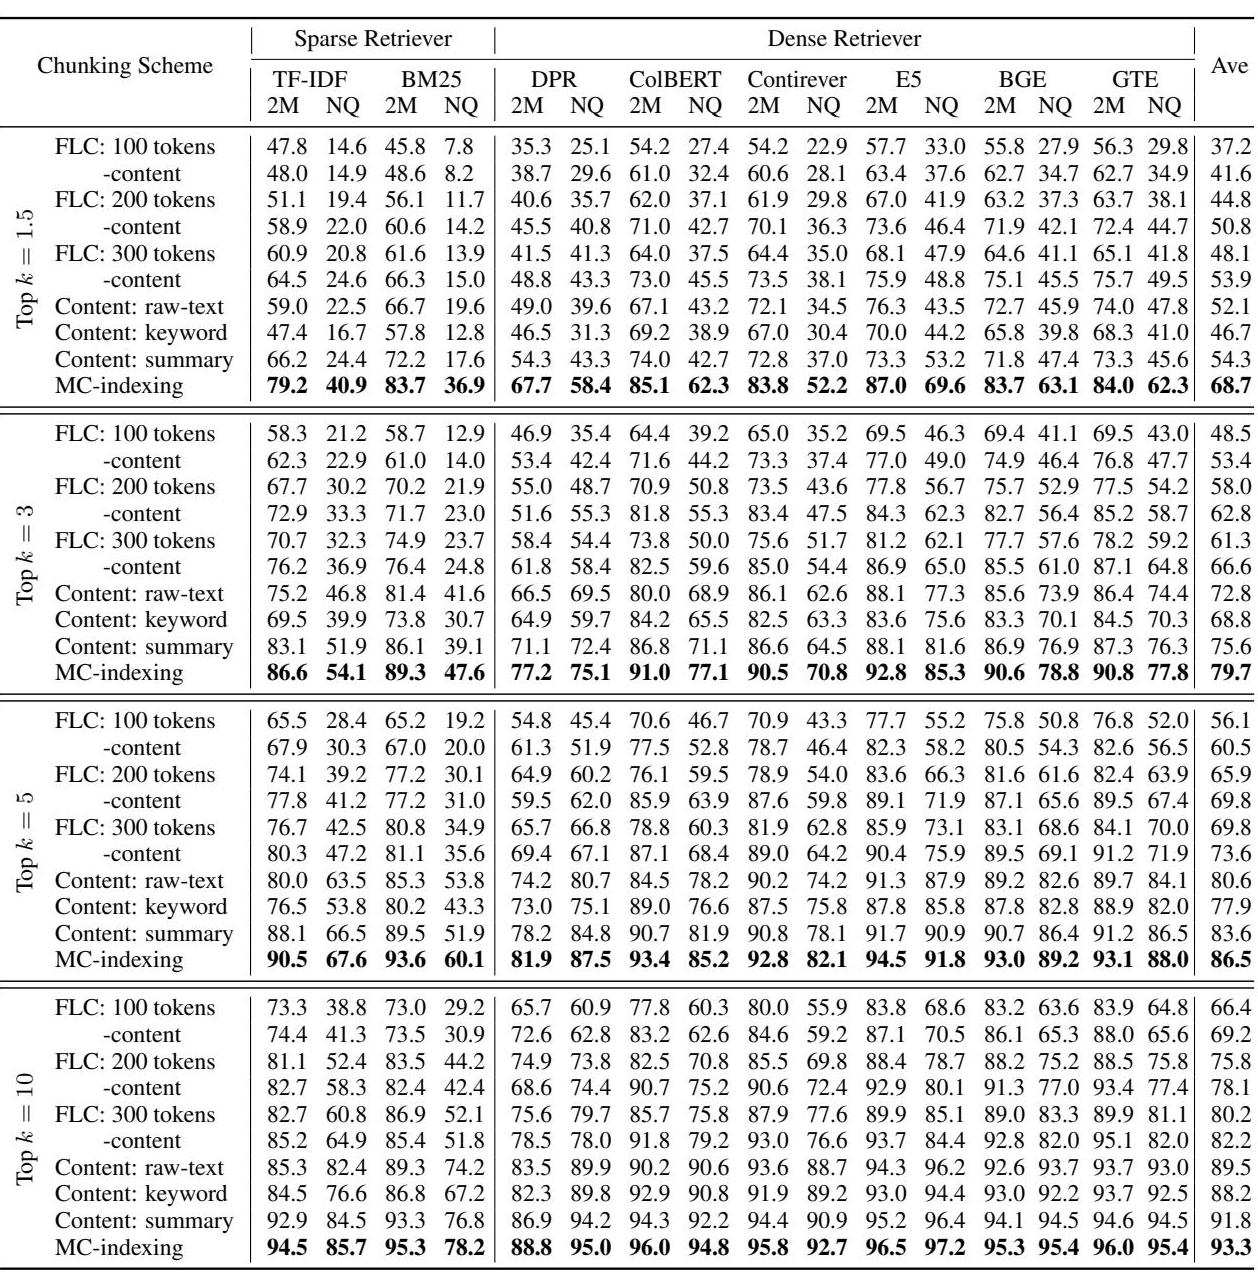 Chunking Scheme Sparse Retriever Dense Retriever Ave
TF-IDF BM25 DPR ColBERT Contirever E5 BGE GTE
2M NQ 2M NQ 2M NQ 2M NQ 2M NQ 2M NQ 2M NQ 2M NQ
Top k = 1.5
FLC: 100 tokens 47.8 14.6 45.8 7.8 35.3 25.1 54.2 27.4 54.2 22.9 57.7 33.0 55.8 27.9 56.3 29.8 37.2
-content 48.0 14.9 48.6 8.2 38.7 29.6 61.0 32.4 60.6 28.1 63.4 37.6 62.7 34.7 62.7 34.9 41.6
FLC: 200 tokens 51.1 19.4 56.1 11.7 40.6 35.7 62.0 37.1 61.9 29.8 67.0 41.9 63.2 37.3 63.7 38.1 44.8
-content 58.9 22.0 60.6 14.2 45.5 40.8 71.0 42.7 70.1 36.3 73.6 46.4 71.9 42.1 72.4 44.7 50.8
FLC: 300 tokens 60.9 20.8 61.6 13.9 41.5 41.3 64.0 37.5 64.4 35.0 68.1 47.9 64.6 41.1 65.1 41.8 48.1
-content 64.5 24.6 66.3 15.0 48.8 43.3 73.0 45.5 73.5 38.1 75.9 48.8 75.1 45.5 75.7 49.5 53.9
Content: raw-text 59.0 22.5 66.7 19.6 49.0 39.6 67.1 43.2 72.1 34.5 76.3 43.5 72.7 45.9 74.0 47.8 52.1
Content: keyword 47.4 16.7 57.8 12.8 46.5 31.3 69.2 38.9 67.0 30.4 70.0 44.2 65.8 39.8 68.3 41.0 46.7
Content: summary 66.2 24.4 72.2 17.6 54.3 43.3 74.0 42.7 72.8 37.0 73.3 53.2 71.8 47.4 73.3 45.6 54.3
MC-indexing 79.2 40.9 83.7 36.9 67.7 58.4 85.1 62.3 83.8 52.2 87.0 69.6 83.7 63.1 84.0 62.3 68.7
Top k = 3
FLC: 100 tokens 58.3 21.2 58.7 12.9 46.9 35.4 64.4 39.2 65.0 35.2 69.5 46.3 69.4 41.1 69.5 43.0 48.5
-content 62.3 22.9 61.0 14.0 53.4 42.4 71.6 44.2 73.3 37.4 77.0 49.0 74.9 46.4 76.8 47.7 53.4
FLC: 200 tokens 67.7 30.2 70.2 21.9 55.0 48.7 70.9 50.8 73.5 43.6 77.8 56.7 75.7 52.9 77.5 54.2 58.0
-content 72.9 33.3 71.7 23.0 51.6 55.3 81.8 55.3 83.4 47.5 84.3 62.3 82.7 56.4 85.2 58.7 62.8
FLC: 300 tokens 70.7 32.3 74.9 23.7 58.4 54.4 73.8 50.0 75.6 51.7 81.2 62.1 77.7 57.6 78.2 59.2 61.3
-content 76.2 36.9 76.4 24.8 61.8 58.4 82.5 59.6 85.0 54.4 86.9 65.0 85.5 61.0 87.1 64.8 66.6
Content: raw-text 75.2 46.8 81.4 41.6 66.5 69.5 80.0 68.9 86.1 62.6 88.1 77.3 85.6 73.9 86.4 74.4 72.8
Content: keyword 69.5 39.9 73.8 30.7 64.9 59.7 84.2 65.5 82.5 63.3 83.6 75.6 83.3 70.1 84.5 70.3 68.8
Content: summary 83.1 51.9 86.1 39.1 71.1 72.4 86.8 71.1 86.6 64.5 88.1 81.6 86.9 76.9 87.3 76.3 75.6
MC-indexing 86.6 54.1 89.3 47.6 77.2 75.1 91.0 77.1 90.5 70.8 92.8 85.3 90.6 78.8 90.8 77.8 79.7
Top k = 5
FLC: 100 tokens 65.5 28.4 65.2 19.2 54.8 45.4 70.6 46.7 70.9 43.3 77.7 55.2 75.8 50.8 76.8 52.0 56.1
-content 67.9 30.3 67.0 20.0 61.3 51.9 77.5 52.8 78.7 46.4 82.3 58.2 80.5 54.3 82.6 56.5 60.5
FLC: 200 tokens 74.1 39.2 77.2 30.1 64.9 60.2 76.1 59.5 78.9 54.0 83.6 66.3 81.6 61.6 82.4 63.9 65.9
-content 77.8 41.2 77.2 31.0 59.5 62.0 85.9 63.9 87.6 59.8 89.1 71.9 87.1 65.6 89.5 67.4 69.8
FLC: 300 tokens 76.7 42.5 80.8 34.9 65.7 66.8 78.8 60.3 81.9 62.8 85.9 73.1 83.1 68.6 84.1 70.0 69.8
-content 80.3 47.2 81.1 35.6 69.4 67.1 87.1 68.4 89.0 64.2 90.4 75.9 89.5 69.1 91.2 71.9 73.6
Content: raw-text 80.0 63.5 85.3 53.8 74.2 80.7 84.5 78.2 90.2 74.2 91.3 87.9 89.2 82.6 89.7 84.1 80.6
Content: keyword 76.5 53.8 80.2 43.3 73.0 75.1 89.0 76.6 87.5 75.8 87.8 85.8 87.8 82.8 88.9 82.0 77.9
Content: summary 88.1 66.5 89.5 51.9 78.2 84.8 90.7 81.9 90.8 78.1 91.7 90.9 90.7 86.4 91.2 86.5 83.6
MC-indexing 90.5 67.6 93.6 60.1 81.9 87.5 93.4 85.2 92.8 82.1 94.5 91.8 93.0 89.2 93.1 88.0 86.5
Top k = 10
FLC: 100 tokens 73.3 38.8 73.0 29.2 65.7 60.9 77.8 60.3 80.0 55.9 83.8 68.6 83.2 63.6 83.9 64.8 66.4
-content 74.4 41.3 73.5 30.9 72.6 62.8 83.2 62.6 84.6 59.2 87.1 70.5 86.1 65.3 88.0 65.6 69.2
FLC: 200 tokens 81.1 52.4 83.5 44.2 74.9 73.8 82.5 70.8 85.5 69.8 88.4 78.7 88.2 75.2 88.4 75.8 75.8
-content 82.7 58.3 82.4 42.4 68.6 74.4 90.7 75.2 90.6 72.4 92.9 80.1 91.3 77.0 93.4 77.4 78.1
FLC: 300 tokens 82.7 60.8 86.9 52.1 75.6 79.7 85.7 75.8 87.9 77.6 89.9 85.1 89.0 83.3 89.9 81.1 80.2
-content 85.2 64.9 85.4 51.8 78.5 78.0 91.8 79.2 93.0 76.6 93.7 84.4 92.8 82.0 95.1 82.0 82.2
Content: raw-text 85.3 82.4 89.3 74.2 83.5 89.9 90.2 90.6 93.6 88.7 94.3 96.2 92.6 93.7 93.7 93.0 89.5
Content: keyword 84.5 76.6 86.8 67.2 82.3 89.8 92.9 90.8 91.9 89.2 93.0 94.4 93.0 92.2 93.7 92.5 88.2
Content: summary 92.9 84.5 93.3 76.8 86.9 94.2 94.3 92.2 94.4 90.9 95.2 96.4 94.1 94.5 94.6 94.5 91.8
MC-indexing 94.5 85.7 95.3 78.2 88.8 95.0 96.0 94.8 95.8 92.7 96.5 97.2 95.3 95.4 96.0 95.4 93.3